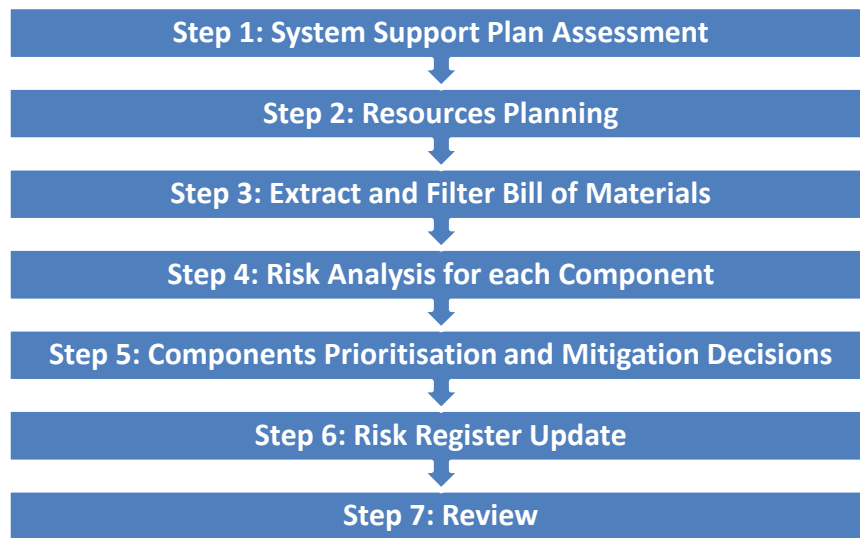 Step 1: System Support Plan Assessment
Step 2: Resources Planning
Step 3: Extract and Filter Bill of Materials
Step 4: Risk Analysis for each Component
Step 5: Components Prioritisation and Mitigation Decisions
Step 6: Risk Register Update
Step 7: Review